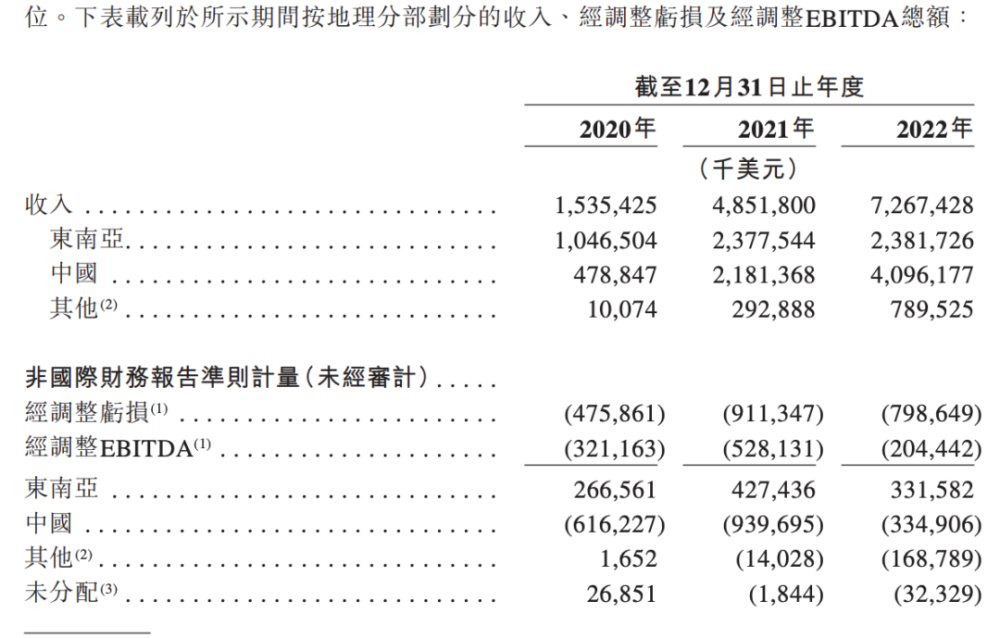 位。下表載列於所示期間按地理分部劃分的收入、經調整虧損及經調整EBITDA總額：
截至12月31日止年度
2020年 2021年 2022年
（千美元）
收入 .................................. 1,535,425 4,851,800 7,267,428
東南亞............................... 1,046,504 2,377,544 2,381,726
中國 ................................ 478,847 2,181,368 4,096,177
其他(2) ............................... 10,074 292,888 789,525
非國際財務報告準則計量（未經審計）.....
經調整虧損(1) .......................... (475,861) (911,347) (798,649)
經調整EBITDA(1) ....................... (321,163) (528,131) (204,442)
東南亞 ................................ 266,561 427,436 331,582
中國 .................................. (616,227) (939,695) (334,906)
其他(2) ................................. 1,652 (14,028) (168,789)
未分配(3) ............................... 26,851 (1,844) (32,329)